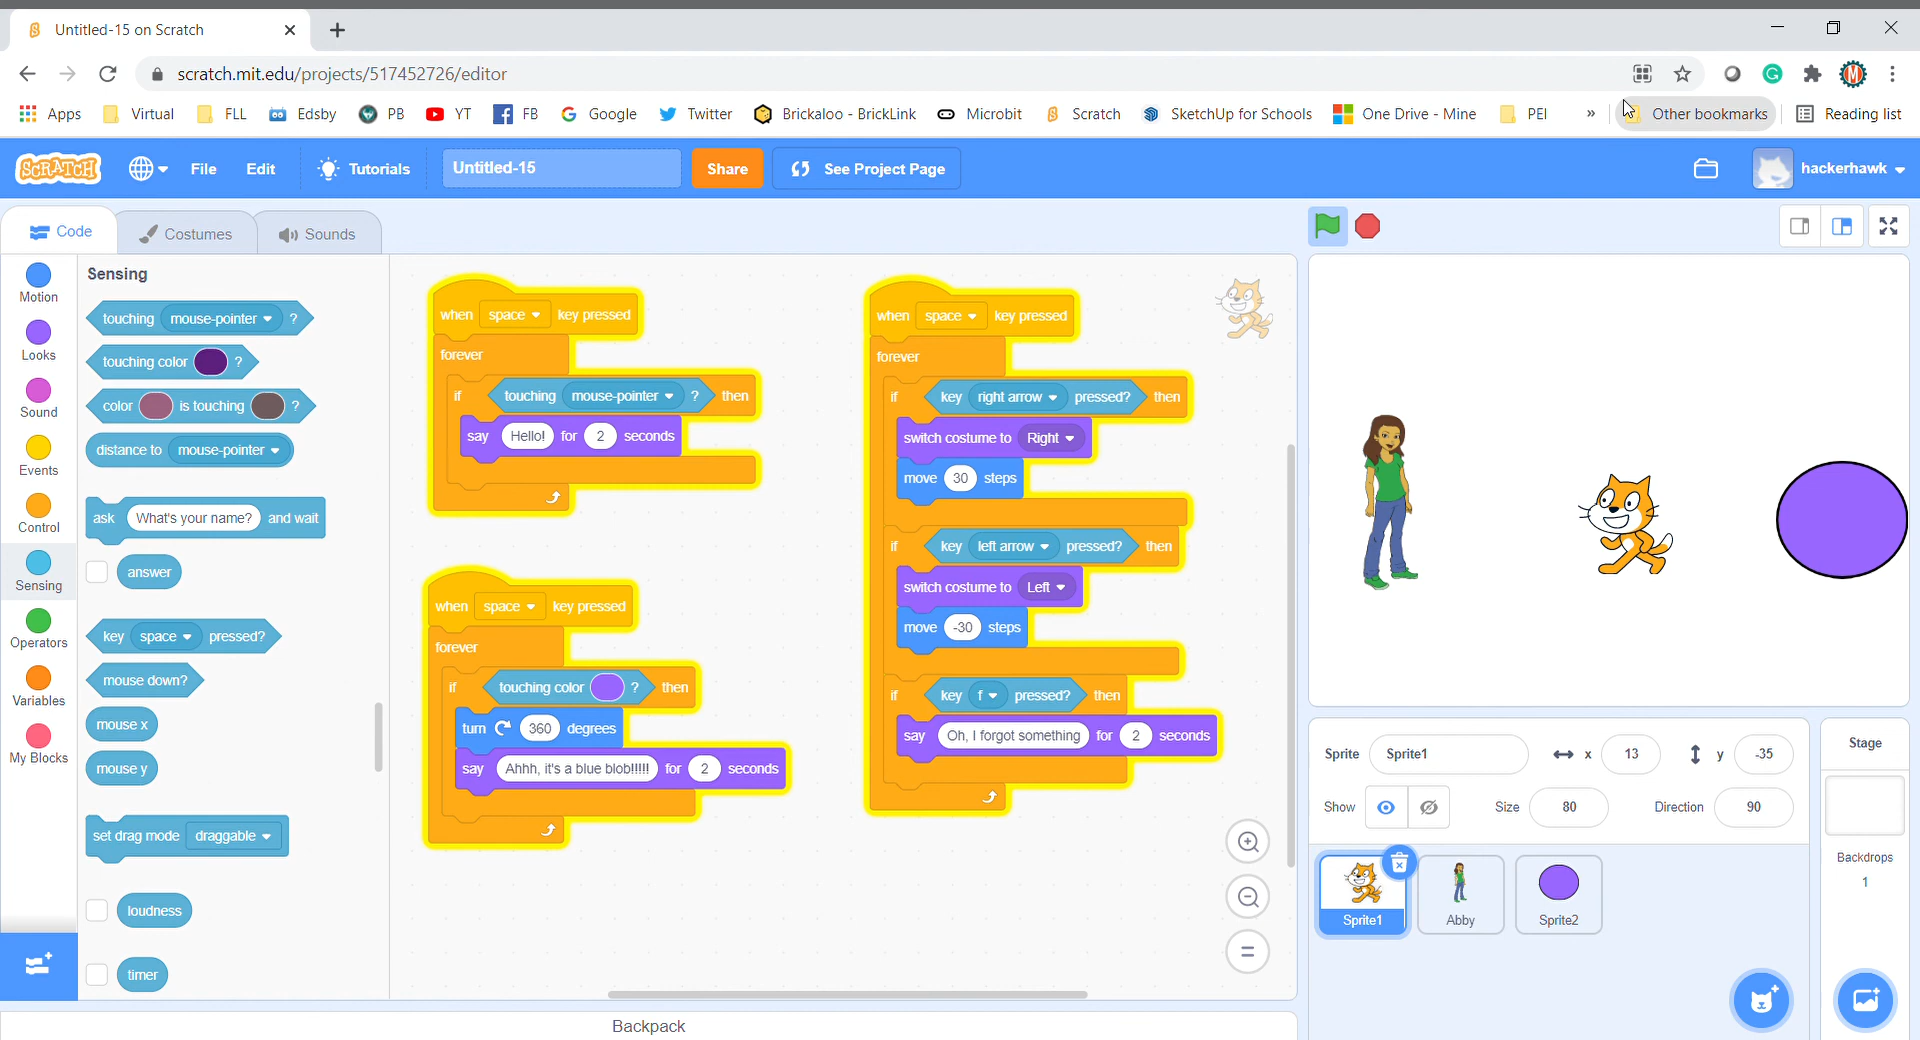 Untitled-15 on Scratch
scratch.mit.edu/projects/517452726/editor
Apps Virtual FLL Edsby PB YT FB Google Twitter Brickaloo - BrickLink Microbit Scratch SketchUp for Schools One Drive - Mine PEI » Other bookmarks Reading list
SCRATCH File Edit Tutorials Untitled-15 Share See Project Page hackerhawk
Code Costumes Sounds
Motion
Looks
Sound
Events
Control
Sensing
Operators
Variables
My Blocks
Sensing
touching mouse-pointer ?
touching color ?
color is touching ?
distance to mouse-pointer
ask What's your name? and wait
answer
key space pressed?
mouse down?
mouse x
mouse y
set drag mode draggable
loudness
timer
when space key pressed
forever
if touching mouse-pointer ? then
say Hello! for 2 seconds
when space key pressed
forever
if touching color ? then
turn 360 degrees
say Ahhh, it's a blue blob!!!!! for 2 seconds
when space key pressed
forever
if key right arrow pressed? then
switch costume to Right
move 30 steps
if key left arrow pressed? then
switch costume to Left
move -30 steps
if key f pressed? then
say Oh, I forgot something for 2 seconds
Backpack
Sprite Sprite1 x 13 y -35
Show Size 80 Direction 90
Sprite1 Abby Sprite2
Stage
Backdrops
1